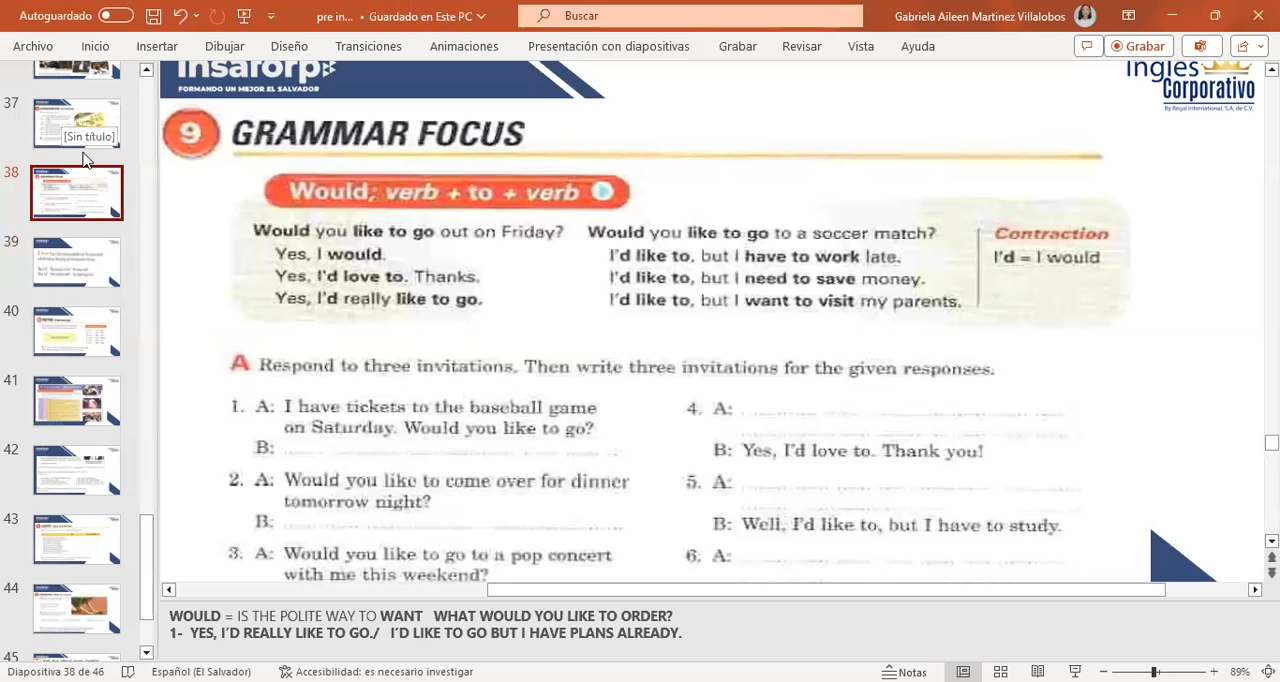 Autoguardado
pre in... • Guardado en Este PC
Buscar
Gabriela Aileen Martinez Villalobos
Archivo Inicio Insertar Dibujar Diseño Transiciones Animaciones Presentación con diapositivas Grabar Revisar Vista Ayuda
Grabar
37
[Sin título]
38
39
40
41
42
43
44
45
Insaforp
FORMANDO UN MEJOR EL SALVADOR
Inglés
Corporativo
By Regal International, S.A. de C.V.
9 GRAMMAR FOCUS
Would; verb + to + verb
Would you like to go out on Friday?
Yes, I would.
Yes, I'd love to. Thanks.
Yes, I'd really like to go.
Would you like to go to a soccer match?
I'd like to, but I have to work late.
I'd like to, but I need to save money.
I'd like to, but I want to visit my parents.
Contraction
I'd = I would
A Respond to three invitations. Then write three invitations for the given responses.
1. A: I have tickets to the baseball game
on Saturday. Would you like to go?
B:
2. A: Would you like to come over for dinner
tomorrow night?
B:
3. A: Would you like to go to a pop concert
with me this weekend?
4. A:
B: Yes, I'd love to. Thank you!
5. A:
B: Well, I'd like to, but I have to study.
6. A:
WOULD = IS THE POLITE WAY TO WANT WHAT WOULD YOU LIKE TO ORDER?
1- YES, I'D REALLY LIKE TO GO./ I'D LIKE TO GO BUT I HAVE PLANS ALREADY.
Diapositiva 38 de 46
Español (El Salvador)
Accesibilidad: es necesario investigar
Notas
89%